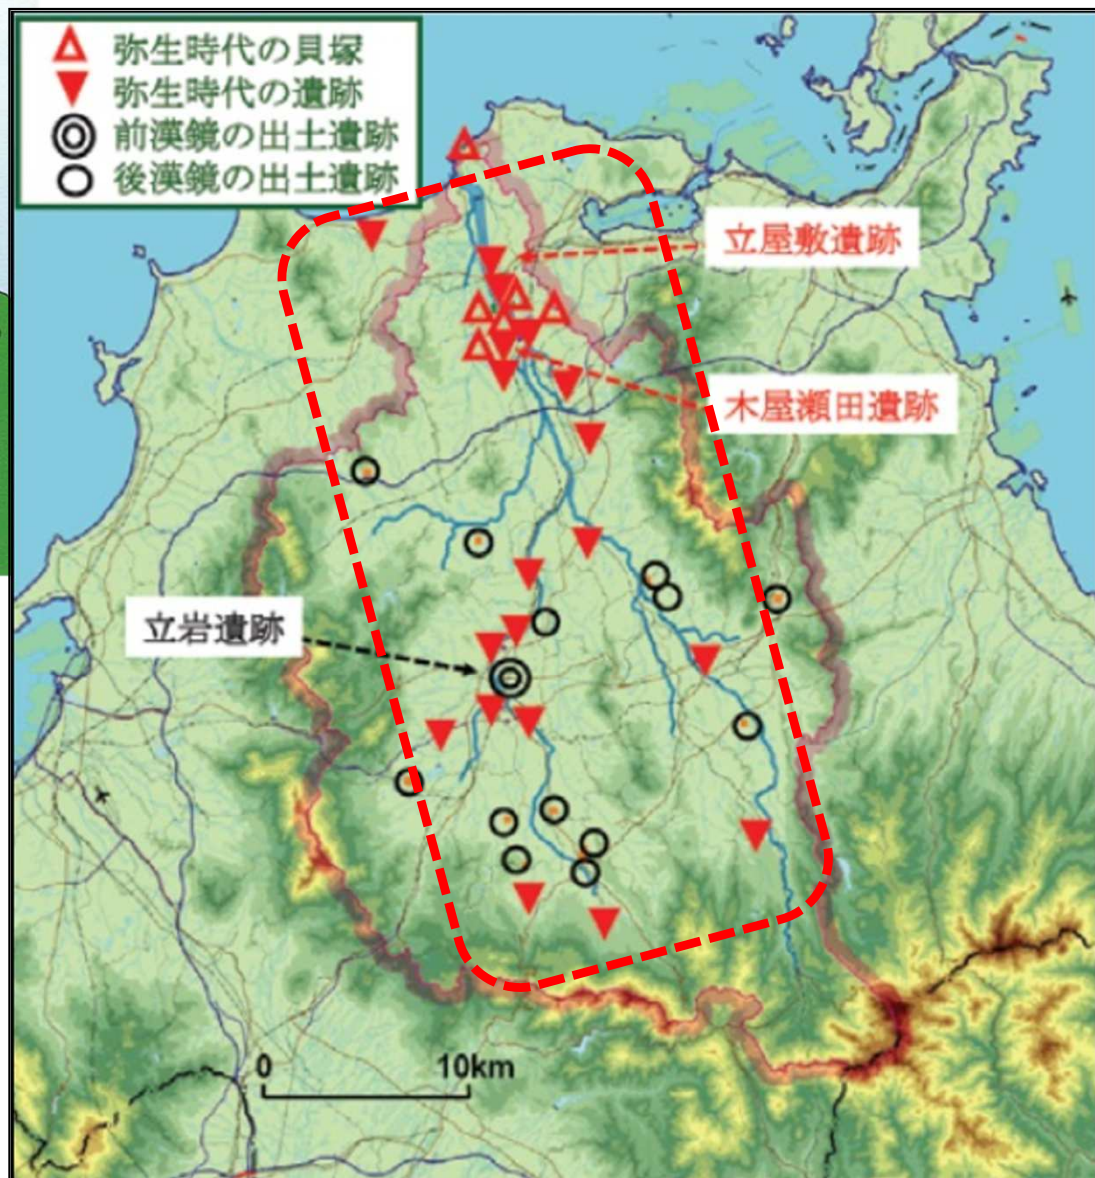 弥生時代の貝塚
弥生時代の遺跡
前漢鏡の出土遺跡
後漢鏡の出土遺跡
立屋敷遺跡
木屋瀬田遺跡
立岩遺跡
0 10km